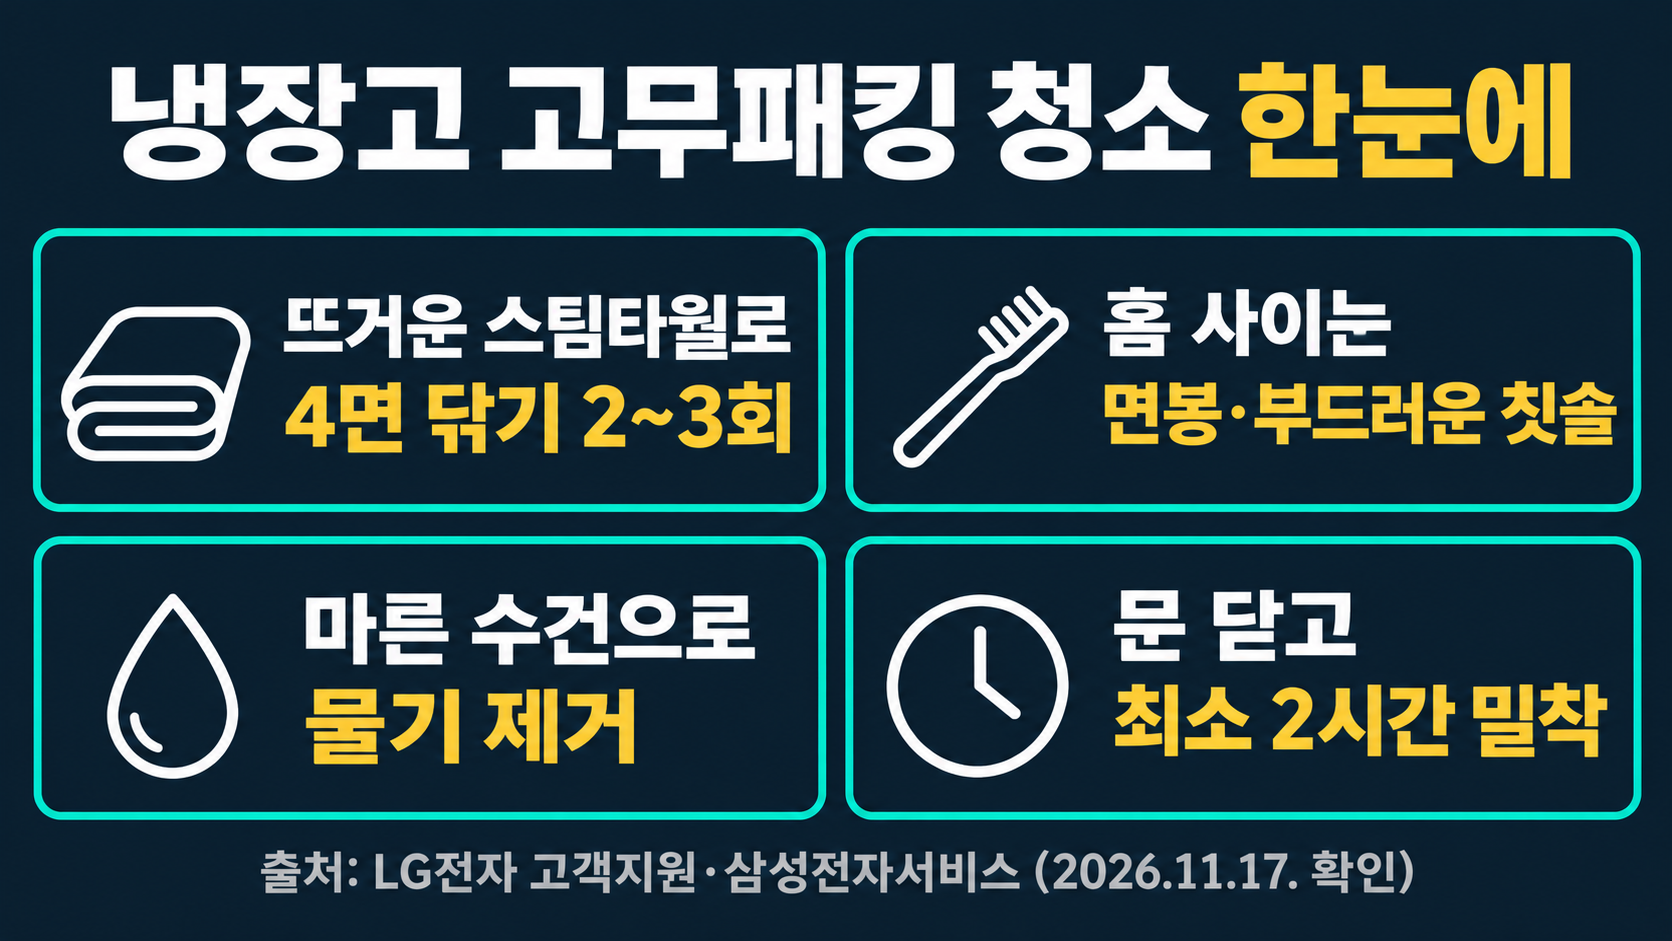 냉장고 고무패킹 청소 한눈에
뜨거운 스팀타월로
4면 닦기 2~3회
홈 사이는
면봉·부드러운 칫솔
마른 수건으로
물기 제거
문 닫고
최소 2시간 밀착
출처: LG전자 고객지원·삼성전자서비스 (2026.11.17. 확인)